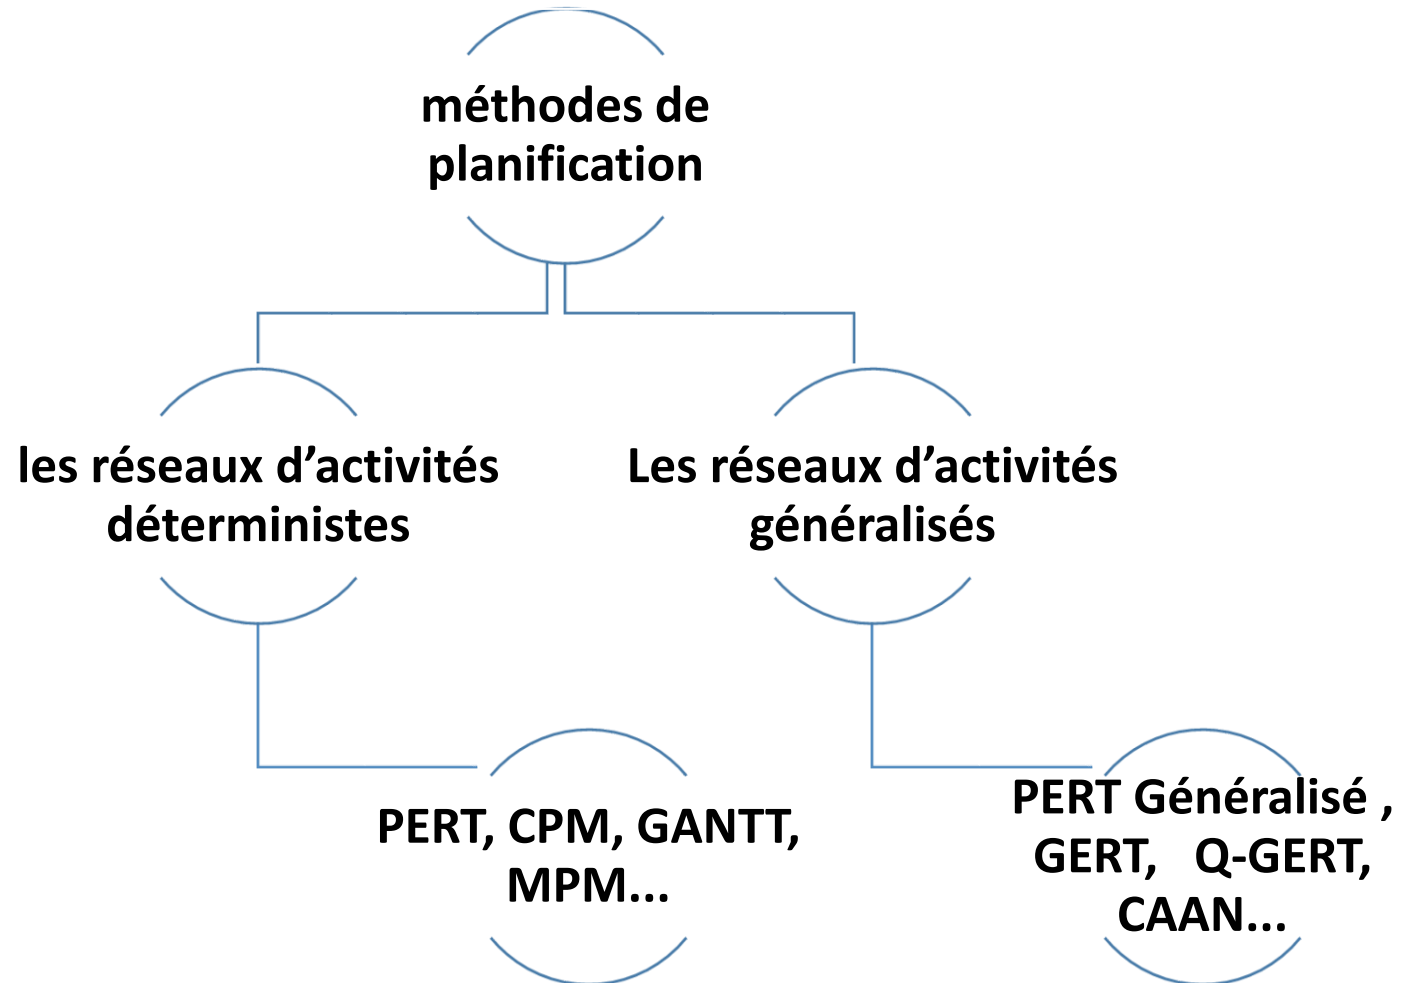 méthodes de
planification
les réseaux d’activités
déterministes
Les réseaux d’activités
généralisés
PERT, CPM, GANTT,
MPM...
PERT Généralisé ,
GERT,   Q-GERT,
CAAN...